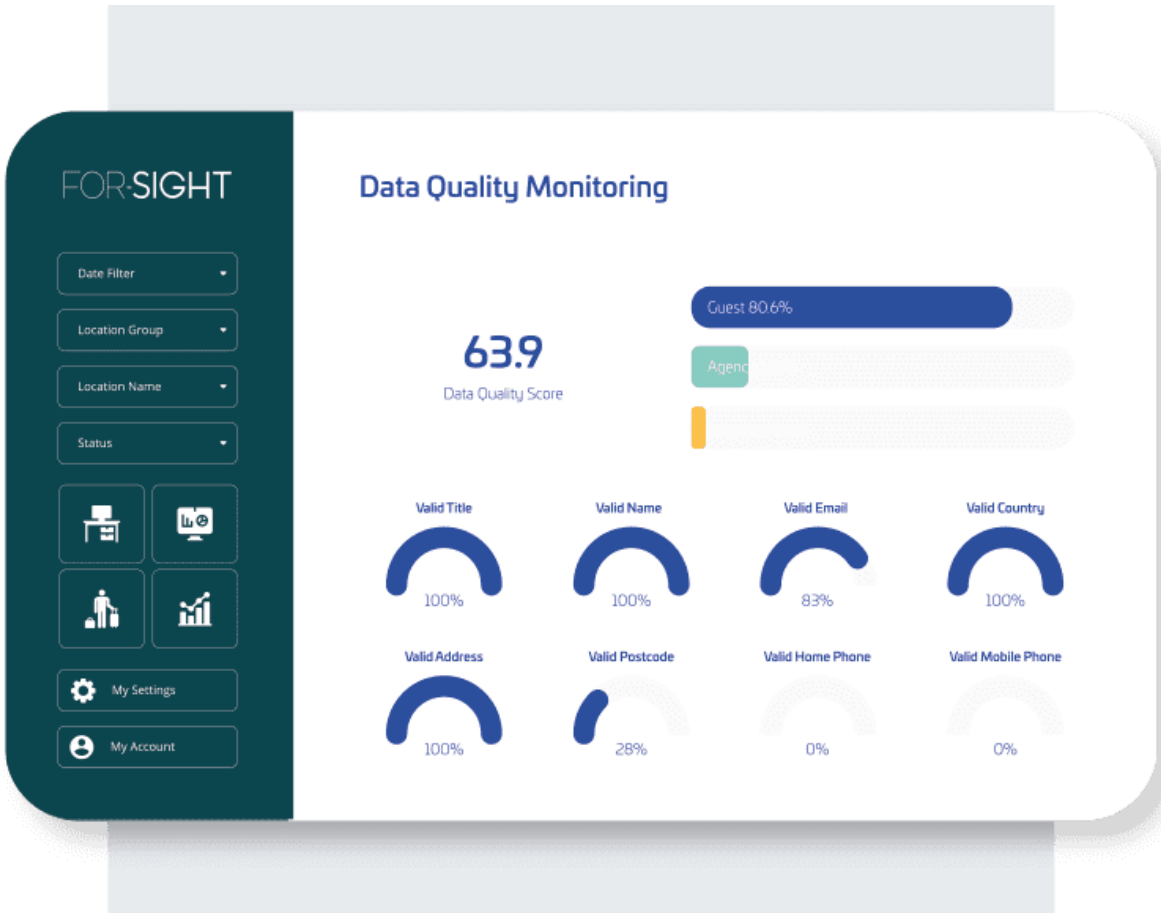 FOR-SIGHT
Date Filter
Location Group
Location Name
Status
My Settings
My Account
Data Quality Monitoring
63.9
Data Quality Score
Guest 80.6%
Agenc
Valid Title
100%
Valid Name
100%
Valid Email
83%
Valid Country
100%
Valid Address
100%
Valid Postcode
28%
Valid Home Phone
0%
Valid Mobile Phone
0%